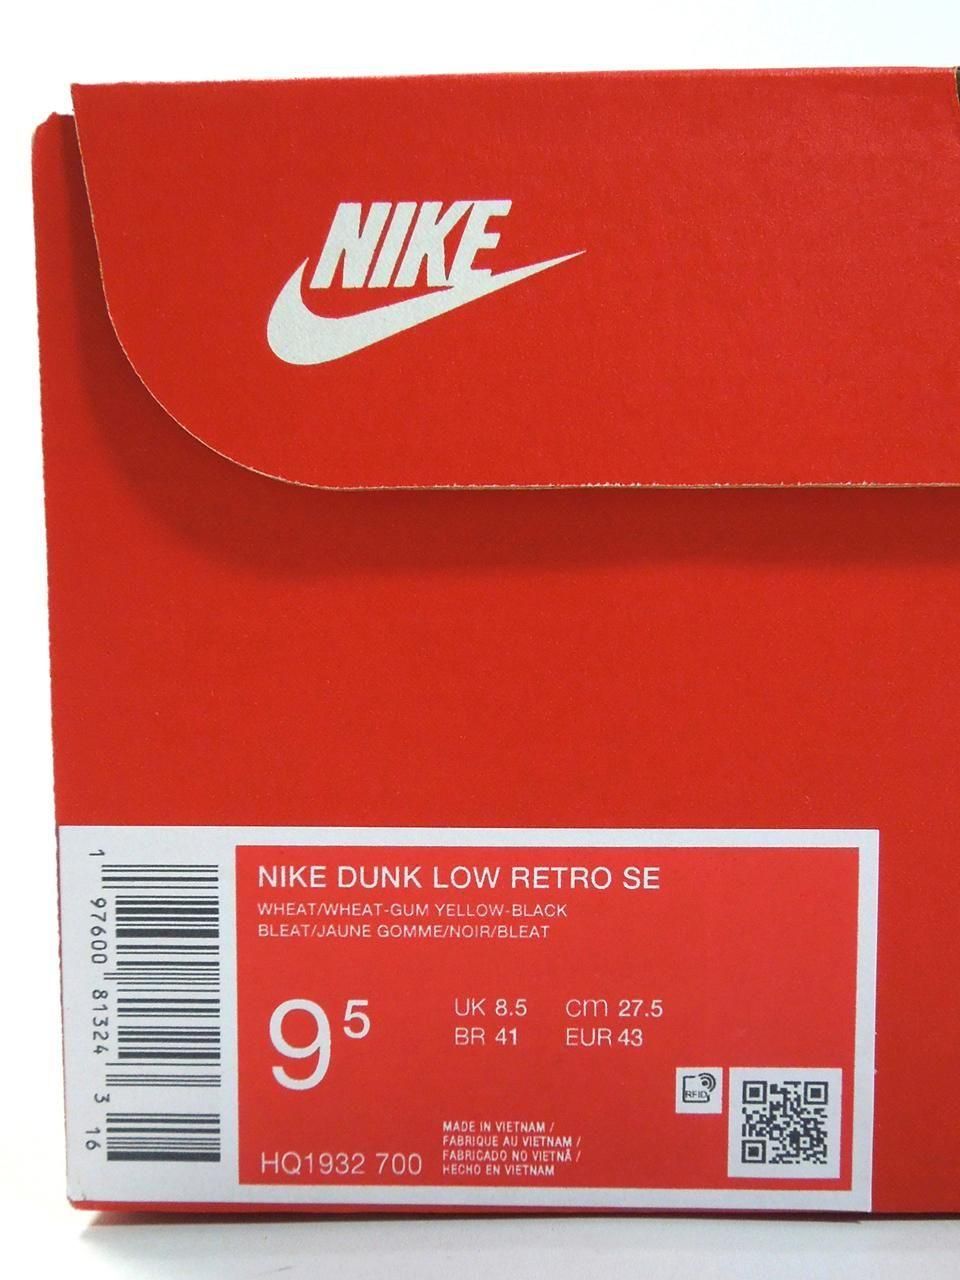 NIKE
NIKE DUNK LOW RETRO SE
WHEAT/WHEAT-GUM YELLOW-BLACK
BLEAT/JAUNE GOMME/NOIR/BLEAT
9 5
UK 8.5 cm 27.5
BR 41 EUR 43
RFID
MADE IN VIETNAM /
FABRIQUE AU VIETNAM /
FABRICADO NO VIETNÃ /
HECHO EN VIETNAM
HQ1932 700
1 97600 81324 3 16